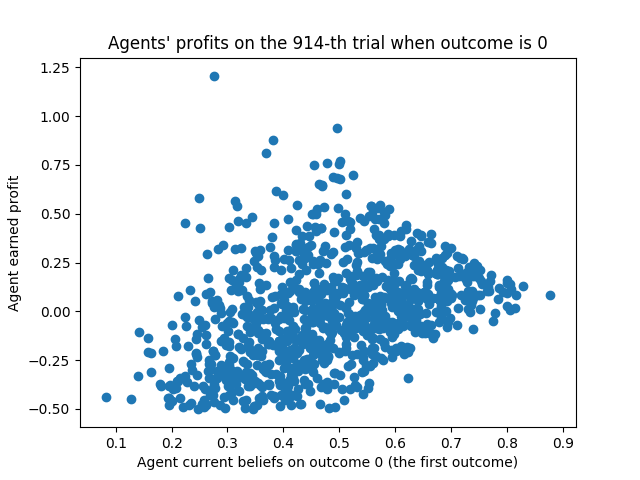 Agents' profits on the 914-th trial when outcome is 0
1.25
1.00
0.75
0.50
0.25
0.00
−0.25
−0.50
Agent earned profit
0.1 0.2 0.3 0.4 0.5 0.6 0.7 0.8 0.9
Agent current beliefs on outcome 0 (the first outcome)